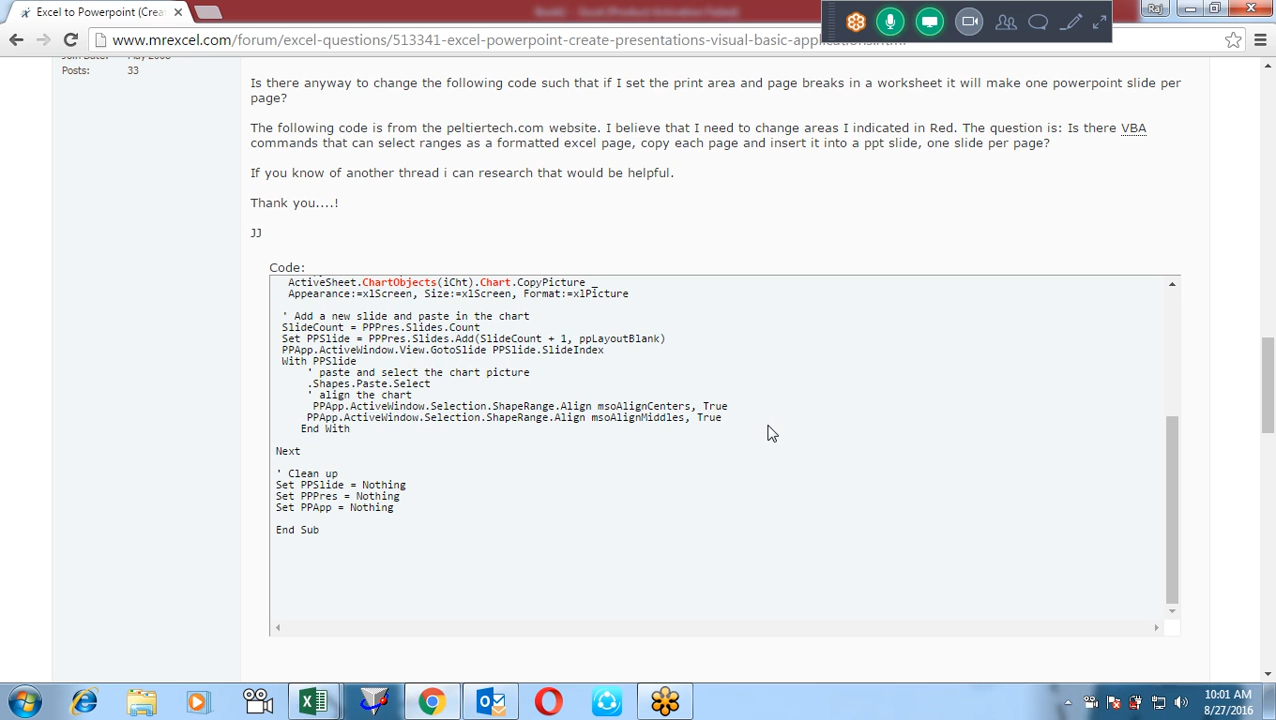 Excel to Powerpoint (Crea
Raj
www.mrexcel.com/forum/excel-questions/513341-excel-powerpoint-create-presentations-visual-basic-applications.html
Posts:
33
Is there anyway to change the following code such that if I set the print area and page breaks in a worksheet it will make one powerpoint slide per
page?
The following code is from the peltiertech.com website. I believe that I need to change areas I indicated in Red. The question is: Is there VBA
commands that can select ranges as a formatted excel page, copy each page and insert it into a ppt slide, one slide per page?
If you know of another thread i can research that would be helpful.
Thank you....!
JJ
Code:
ActiveSheet.ChartObjects(iCht).Chart.CopyPicture _
Appearance:=xlScreen, Size:=xlScreen, Format:=xlPicture
' Add a new slide and paste in the chart
SlideCount = PPPres.Slides.Count
Set PPSlide = PPPres.Slides.Add(SlideCount + 1, ppLayoutBlank)
PPApp.ActiveWindow.View.GotoSlide PPSlide.SlideIndex
With PPSlide
' paste and select the chart picture
.Shapes.Paste.Select
' align the chart
PPApp.ActiveWindow.Selection.ShapeRange.Align msoAlignCenters, True
PPApp.ActiveWindow.Selection.ShapeRange.Align msoAlignMiddles, True
End With
Next
' Clean up
Set PPSlide = Nothing
Set PPPres = Nothing
Set PPApp = Nothing
End Sub
10:01 AM
8/27/2016